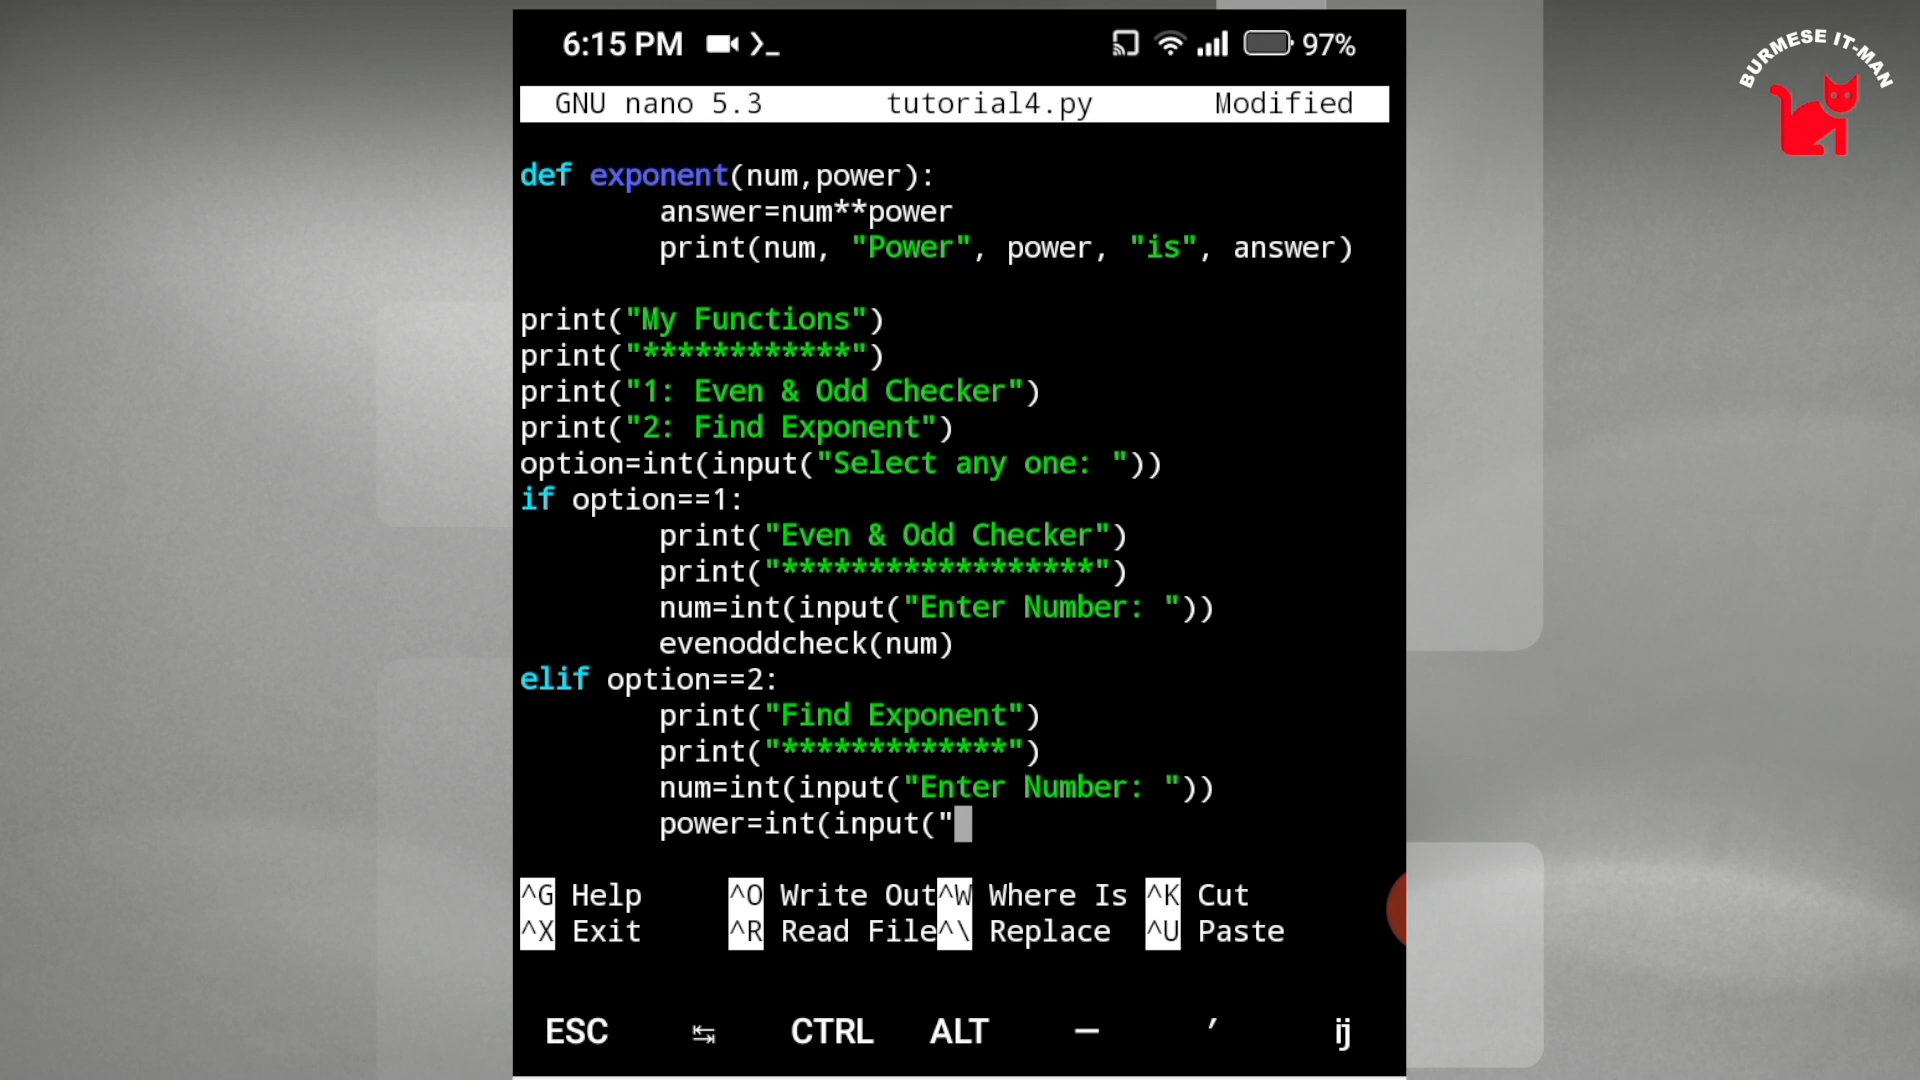 6:15 PM 97%
BURMESE IT-MAN
GNU nano 5.3 tutorial4.py Modified
def exponent(num,power):
answer=num**power
print(num, "Power", power, "is", answer)
print("My Functions")
print("************")
print("1: Even & Odd Checker")
print("2: Find Exponent")
option=int(input("Select any one: "))
if option==1:
print("Even & Odd Checker")
print("******************")
num=int(input("Enter Number: "))
evenoddcheck(num)
elif option==2:
print("Find Exponent")
print("*************")
num=int(input("Enter Number: "))
power=int(input("
^G Help ^O Write Out ^W Where Is ^K Cut
^X Exit ^R Read File ^\ Replace ^U Paste
ESC ↹ CTRL ALT — ′ ij